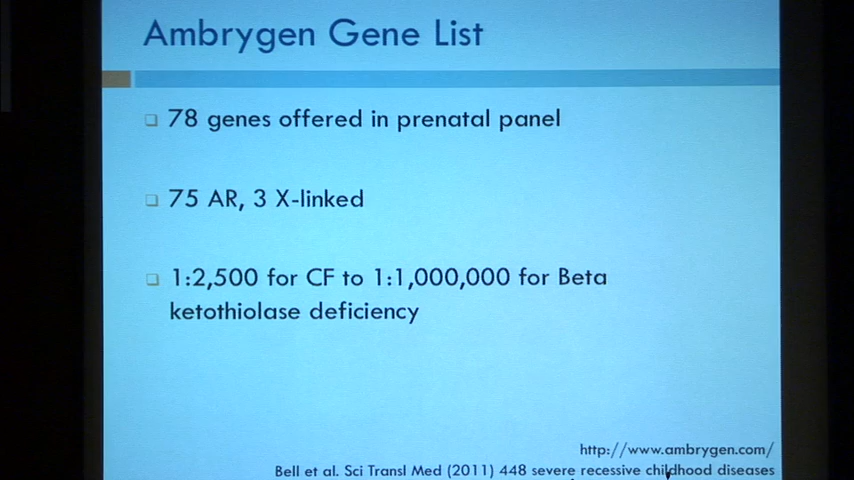 Ambrygen Gene List
78 genes offered in prenatal panel
75 AR, 3 X-linked
1:2,500 for CF to 1:1,000,000 for Beta
ketothiolase deficiency
http://www.ambrygen.com/
Bell et al. Sci Transl Med (2011) 448 severe recessive childhood diseases